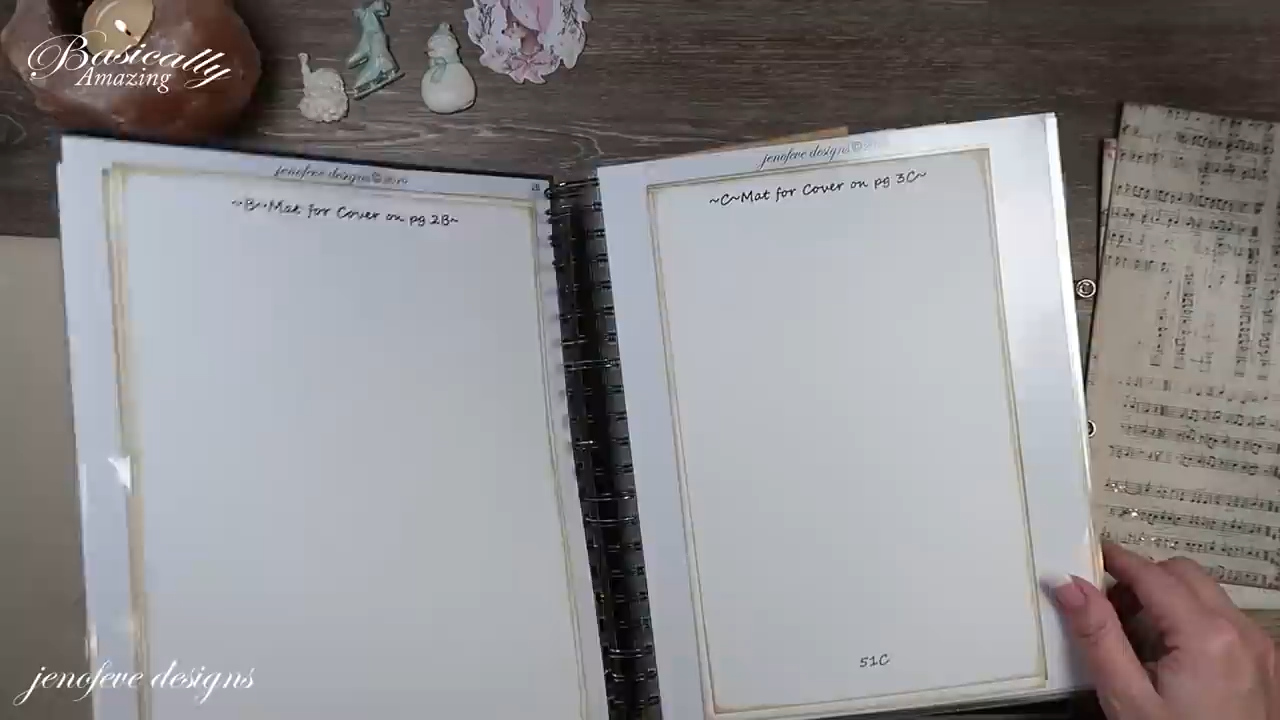 Basically
Amazing
jenofeve designs©
~B~Mat for Cover on pg 2B~
jenofeve designs©
~C~Mat for Cover on pg 3C~
51C
jenofeve designs